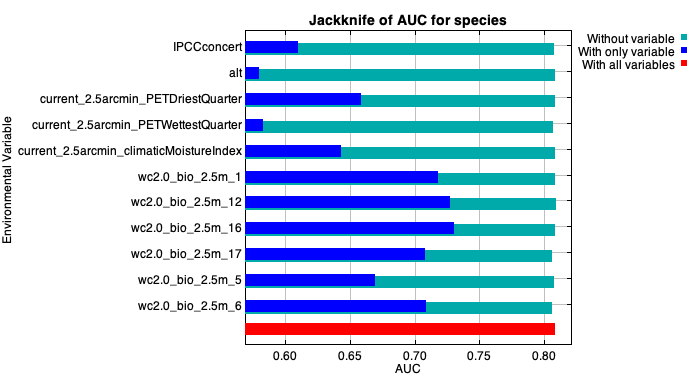 Jackknife of AUC for species
Without variable
With only variable
With all variables
Environmental Variable
IPCCconcert
alt
current_2.5arcmin_PETDriestQuarter
current_2.5arcmin_PETWettestQuarter
current_2.5arcmin_climaticMoistureIndex
wc2.0_bio_2.5m_1
wc2.0_bio_2.5m_12
wc2.0_bio_2.5m_16
wc2.0_bio_2.5m_17
wc2.0_bio_2.5m_5
wc2.0_bio_2.5m_6
0.60 0.65 0.70 0.75 0.80
AUC